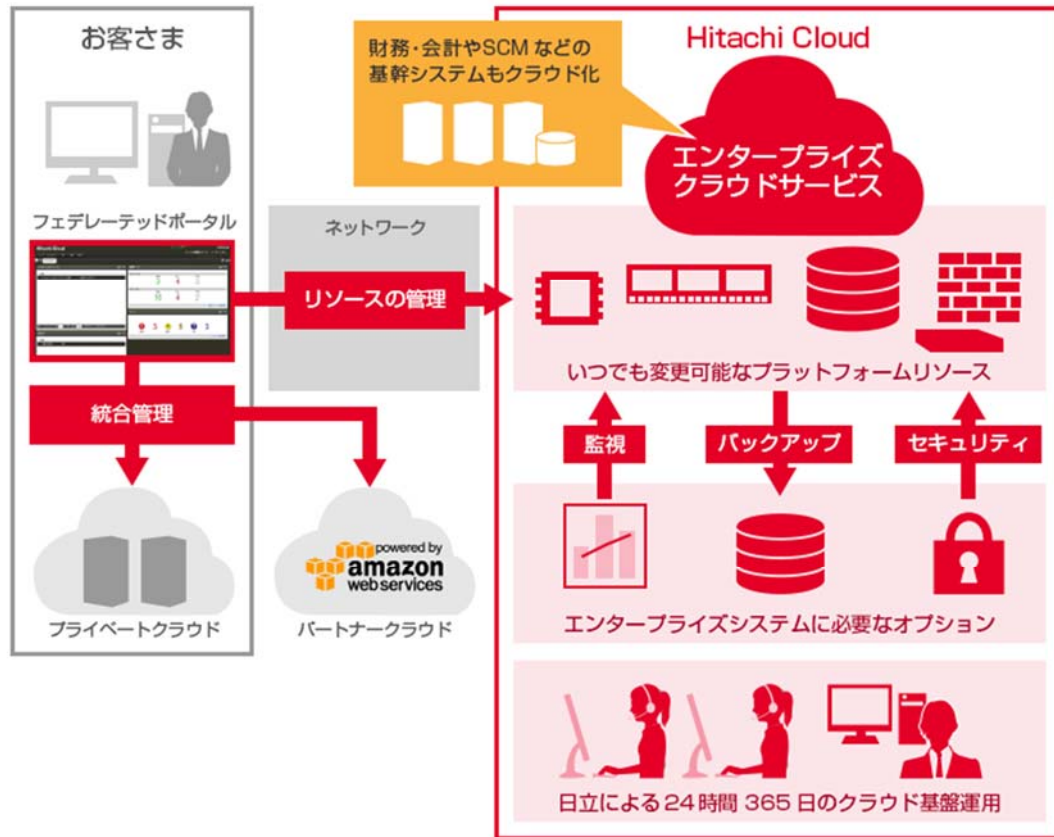 お客さま
財務・会計やSCMなどの
基幹システムもクラウド化
Hitachi Cloud
エンタープライズ
クラウドサービス
フェデレーテッドポータル
ネットワーク
リソースの管理
いつでも変更可能なプラットフォームリソース
統合管理
監視
バックアップ
セキュリティ
powered by
amazon
web services
プライベートクラウド
パートナークラウド
エンタープライズシステムに必要なオプション
日立による24時間365日のクラウド基盤運用